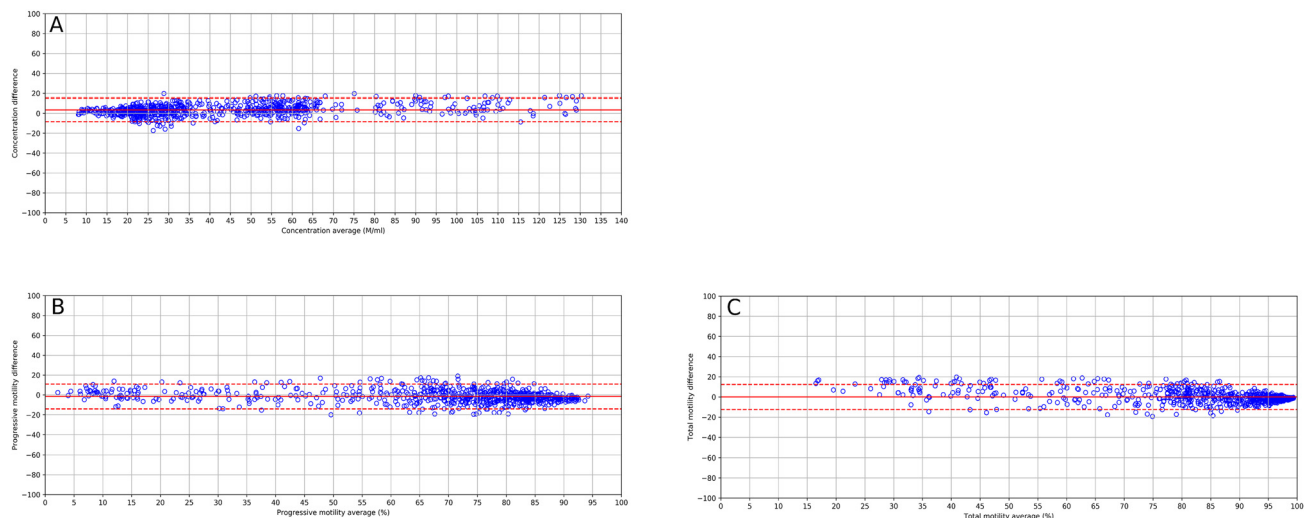 A
100
80
60
40
20
0
−20
−40
−60
−80
−100
Concentration difference
0 5 10 15 20 25 30 35 40 45 50 55 60 65 70 75 80 85 90 95 100 105 110 115 120 125 130 135 140
Concentration average (M/ml)
B
100
80
60
40
20
0
−20
−40
−60
−80
−100
Progressive motility difference
0 5 10 15 20 25 30 35 40 45 50 55 60 65 70 75 80 85 90 95 100
Progressive motility average (%)
C
100
80
60
40
20
0
−20
−40
−60
−80
−100
Total motility difference
0 5 10 15 20 25 30 35 40 45 50 55 60 65 70 75 80 85 90 95 100
Total motility average (%)